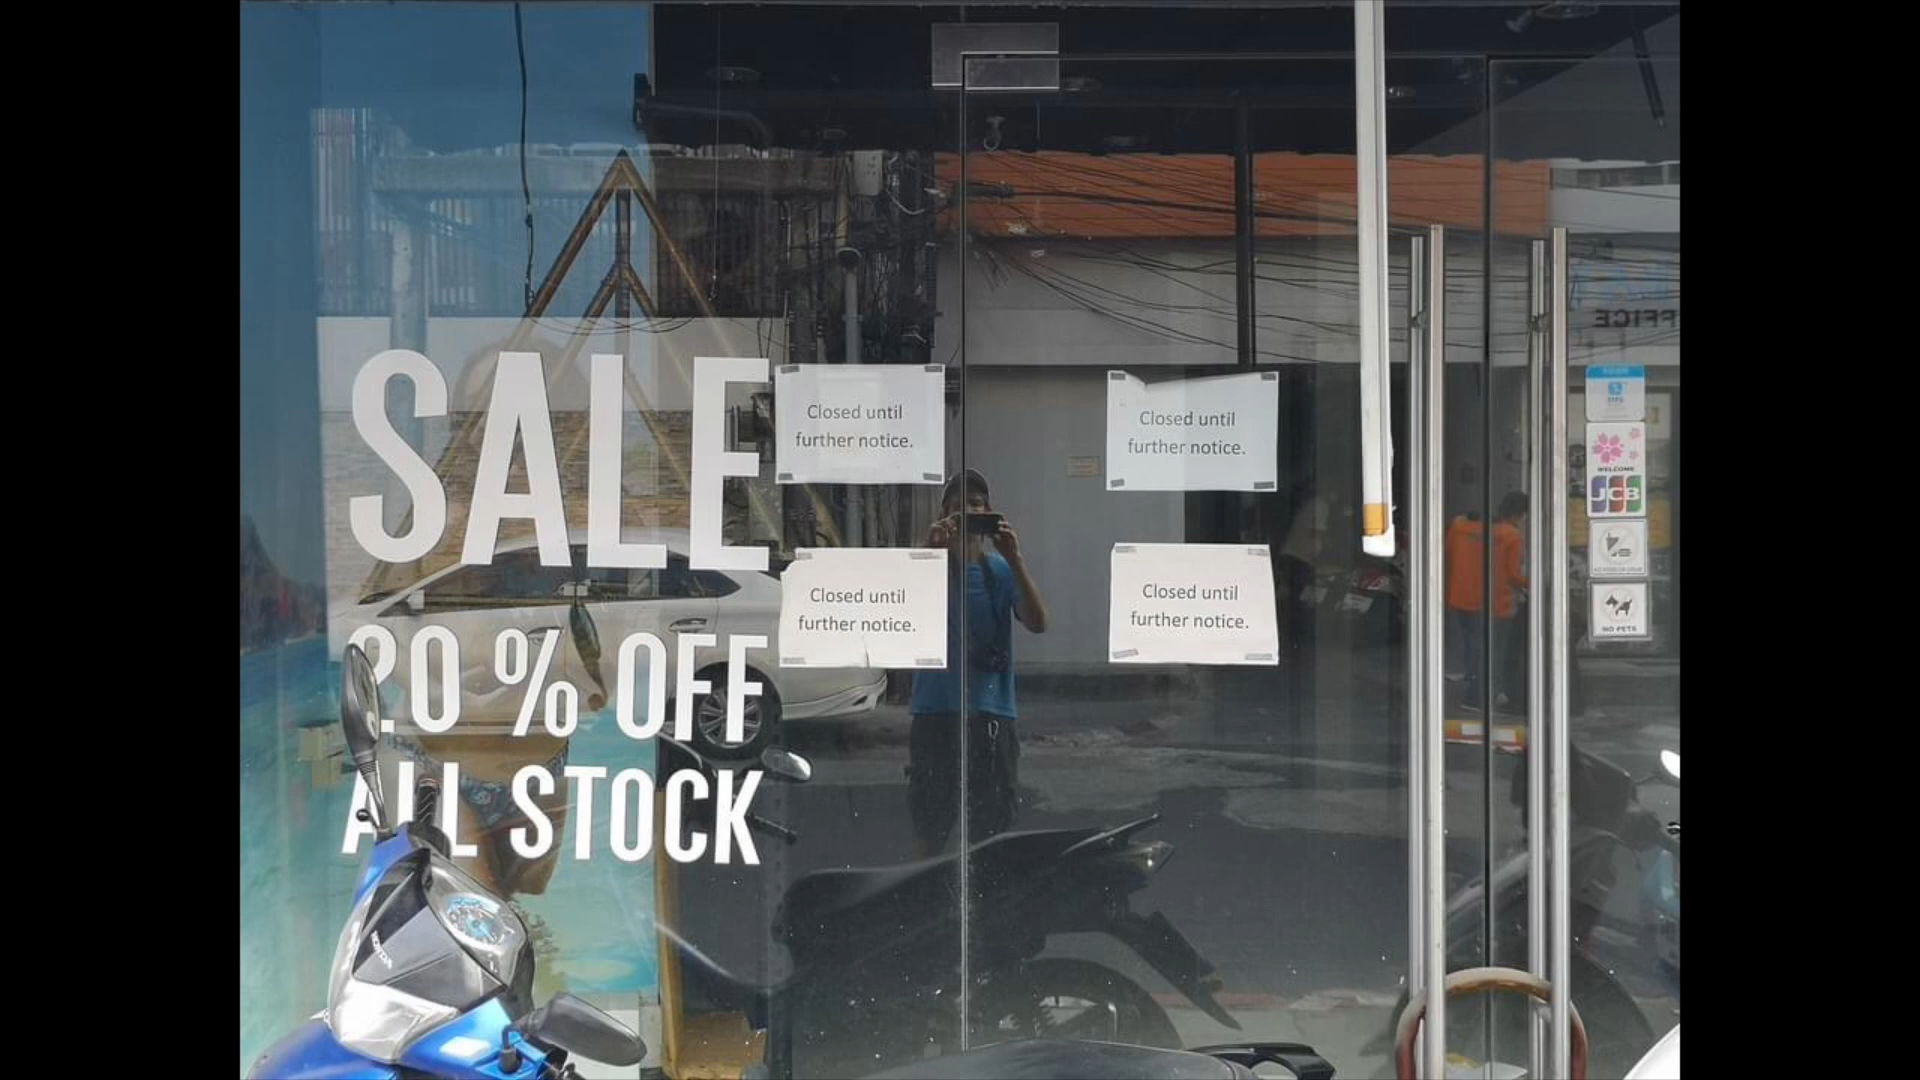 SALE
20 % OFF
ALL STOCK
Closed until
further notice.
Closed until
further notice.
Closed until
further notice.
Closed until
further notice.
WELCOME
JCB
NO PETS
HONDA